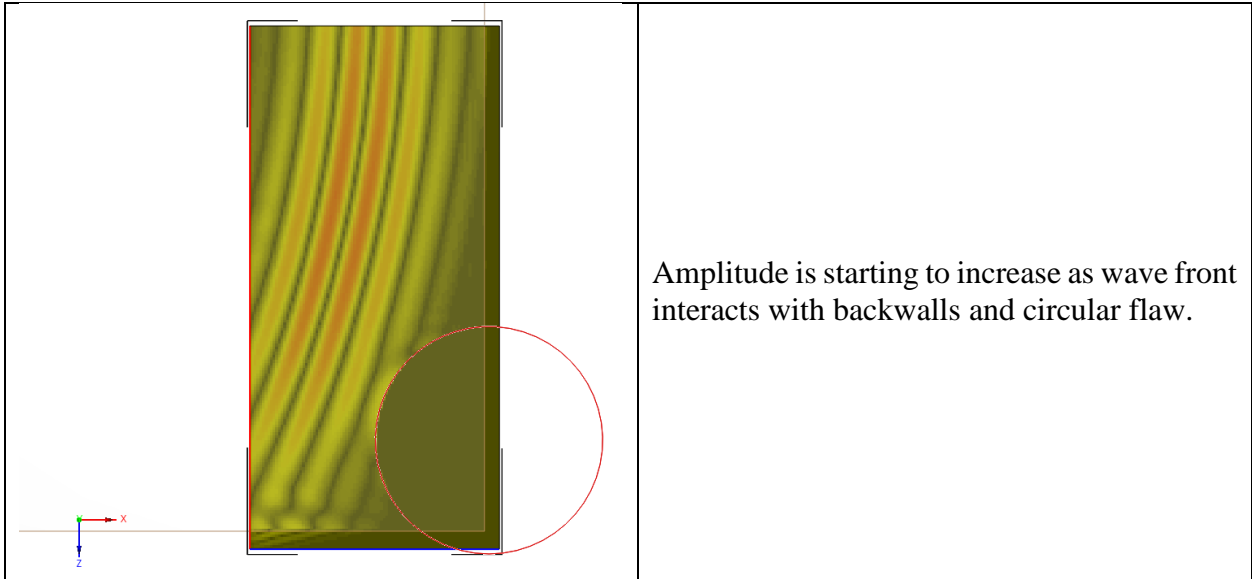 Amplitude is starting to increase as wave front
interacts with backwalls and circular flaw.
X
Z